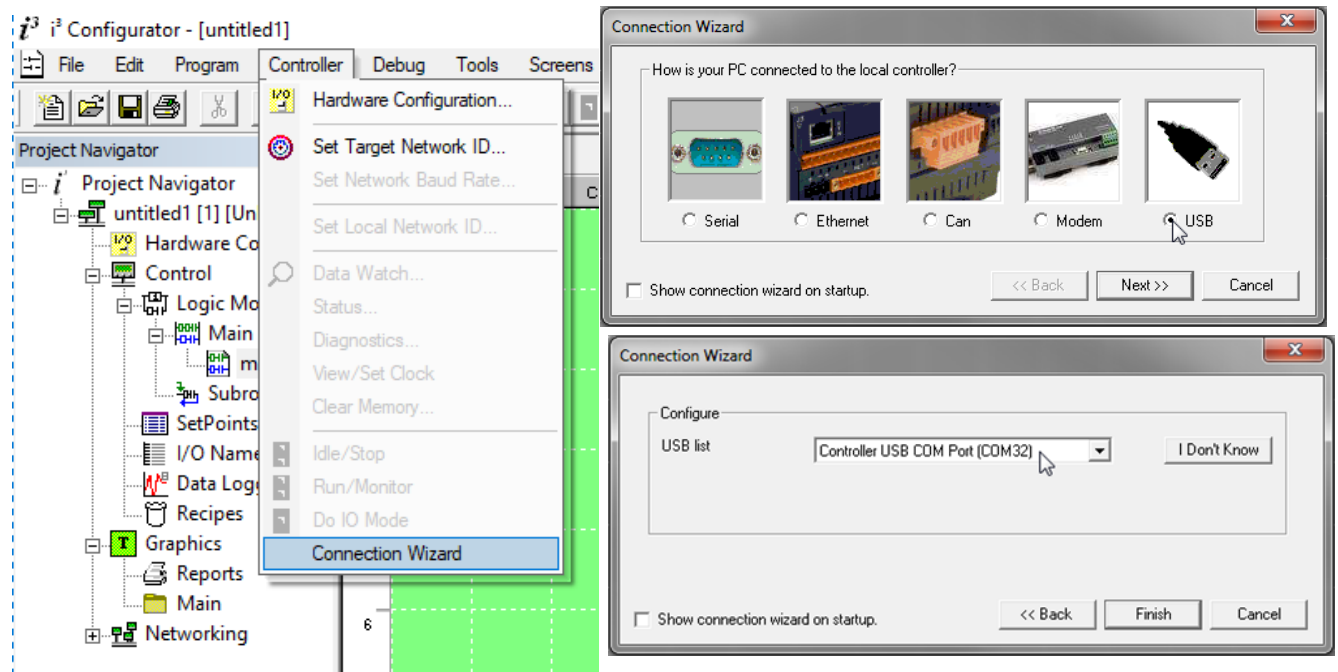 i³ i³ Configurator - [untitled1]
File Edit Program Controller Debug Tools Screens
Project Navigator
Project Navigator
untitled1 [1] [Un
Hardware Co
Control
Logic Mo
Main
m
Subro
SetPoints
I/O Name
Data Logg
Recipes
Graphics
Reports
Main
Networking
I/O Hardware Configuration...
Set Target Network ID...
Set Network Baud Rate...
Set Local Network ID...
Data Watch...
Status...
Diagnostics...
View/Set Clock
Clear Memory...
Idle/Stop
Run/Monitor
Do IO Mode
Connection Wizard
C
6
Connection Wizard
How is your PC connected to the local controller?
Serial Ethernet Can Modem USB
Show connection wizard on startup.
<< Back Next >> Cancel
Connection Wizard
Configure
USB list Controller USB COM Port (COM32) I Don't Know
Show connection wizard on startup.
<< Back Finish Cancel